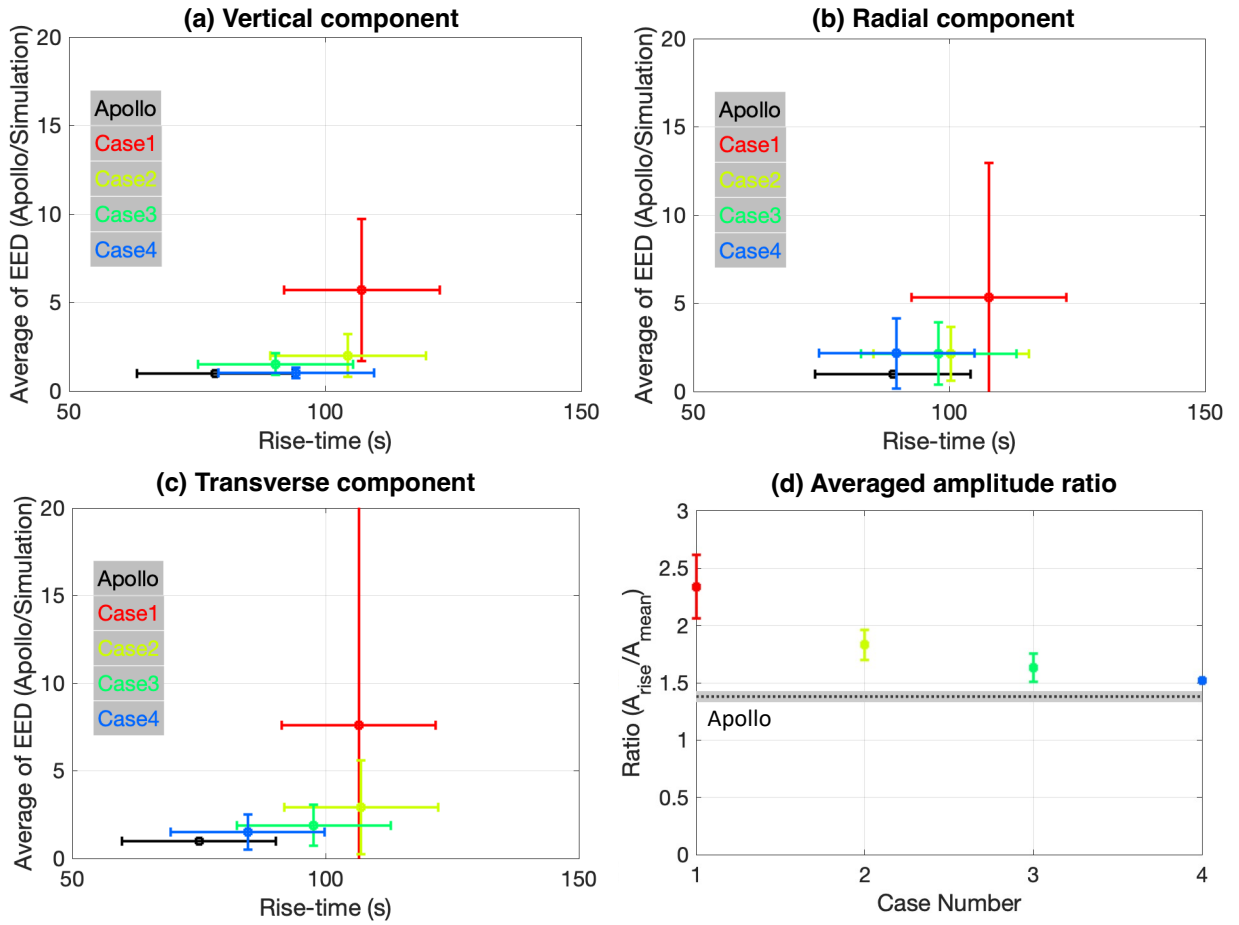 (a) Vertical component
Average of EED (Apollo/Simulation)
20
15
10
5
0
Apollo
Case1
Case2
Case3
Case4
50 100 150
Rise-time (s)
(b) Radial component
Average of EED (Apollo/Simulation)
20
15
10
5
0
Apollo
Case1
Case2
Case3
Case4
50 100 150
Rise-time (s)
(c) Transverse component
Average of EED (Apollo/Simulation)
20
15
10
5
0
Apollo
Case1
Case2
Case3
Case4
50 100 150
Rise-time (s)
(d) Averaged amplitude ratio
Ratio (A_rise/A_mean)
3
2.5
2
1.5
1
0.5
0
Apollo
1 2 3 4
Case Number